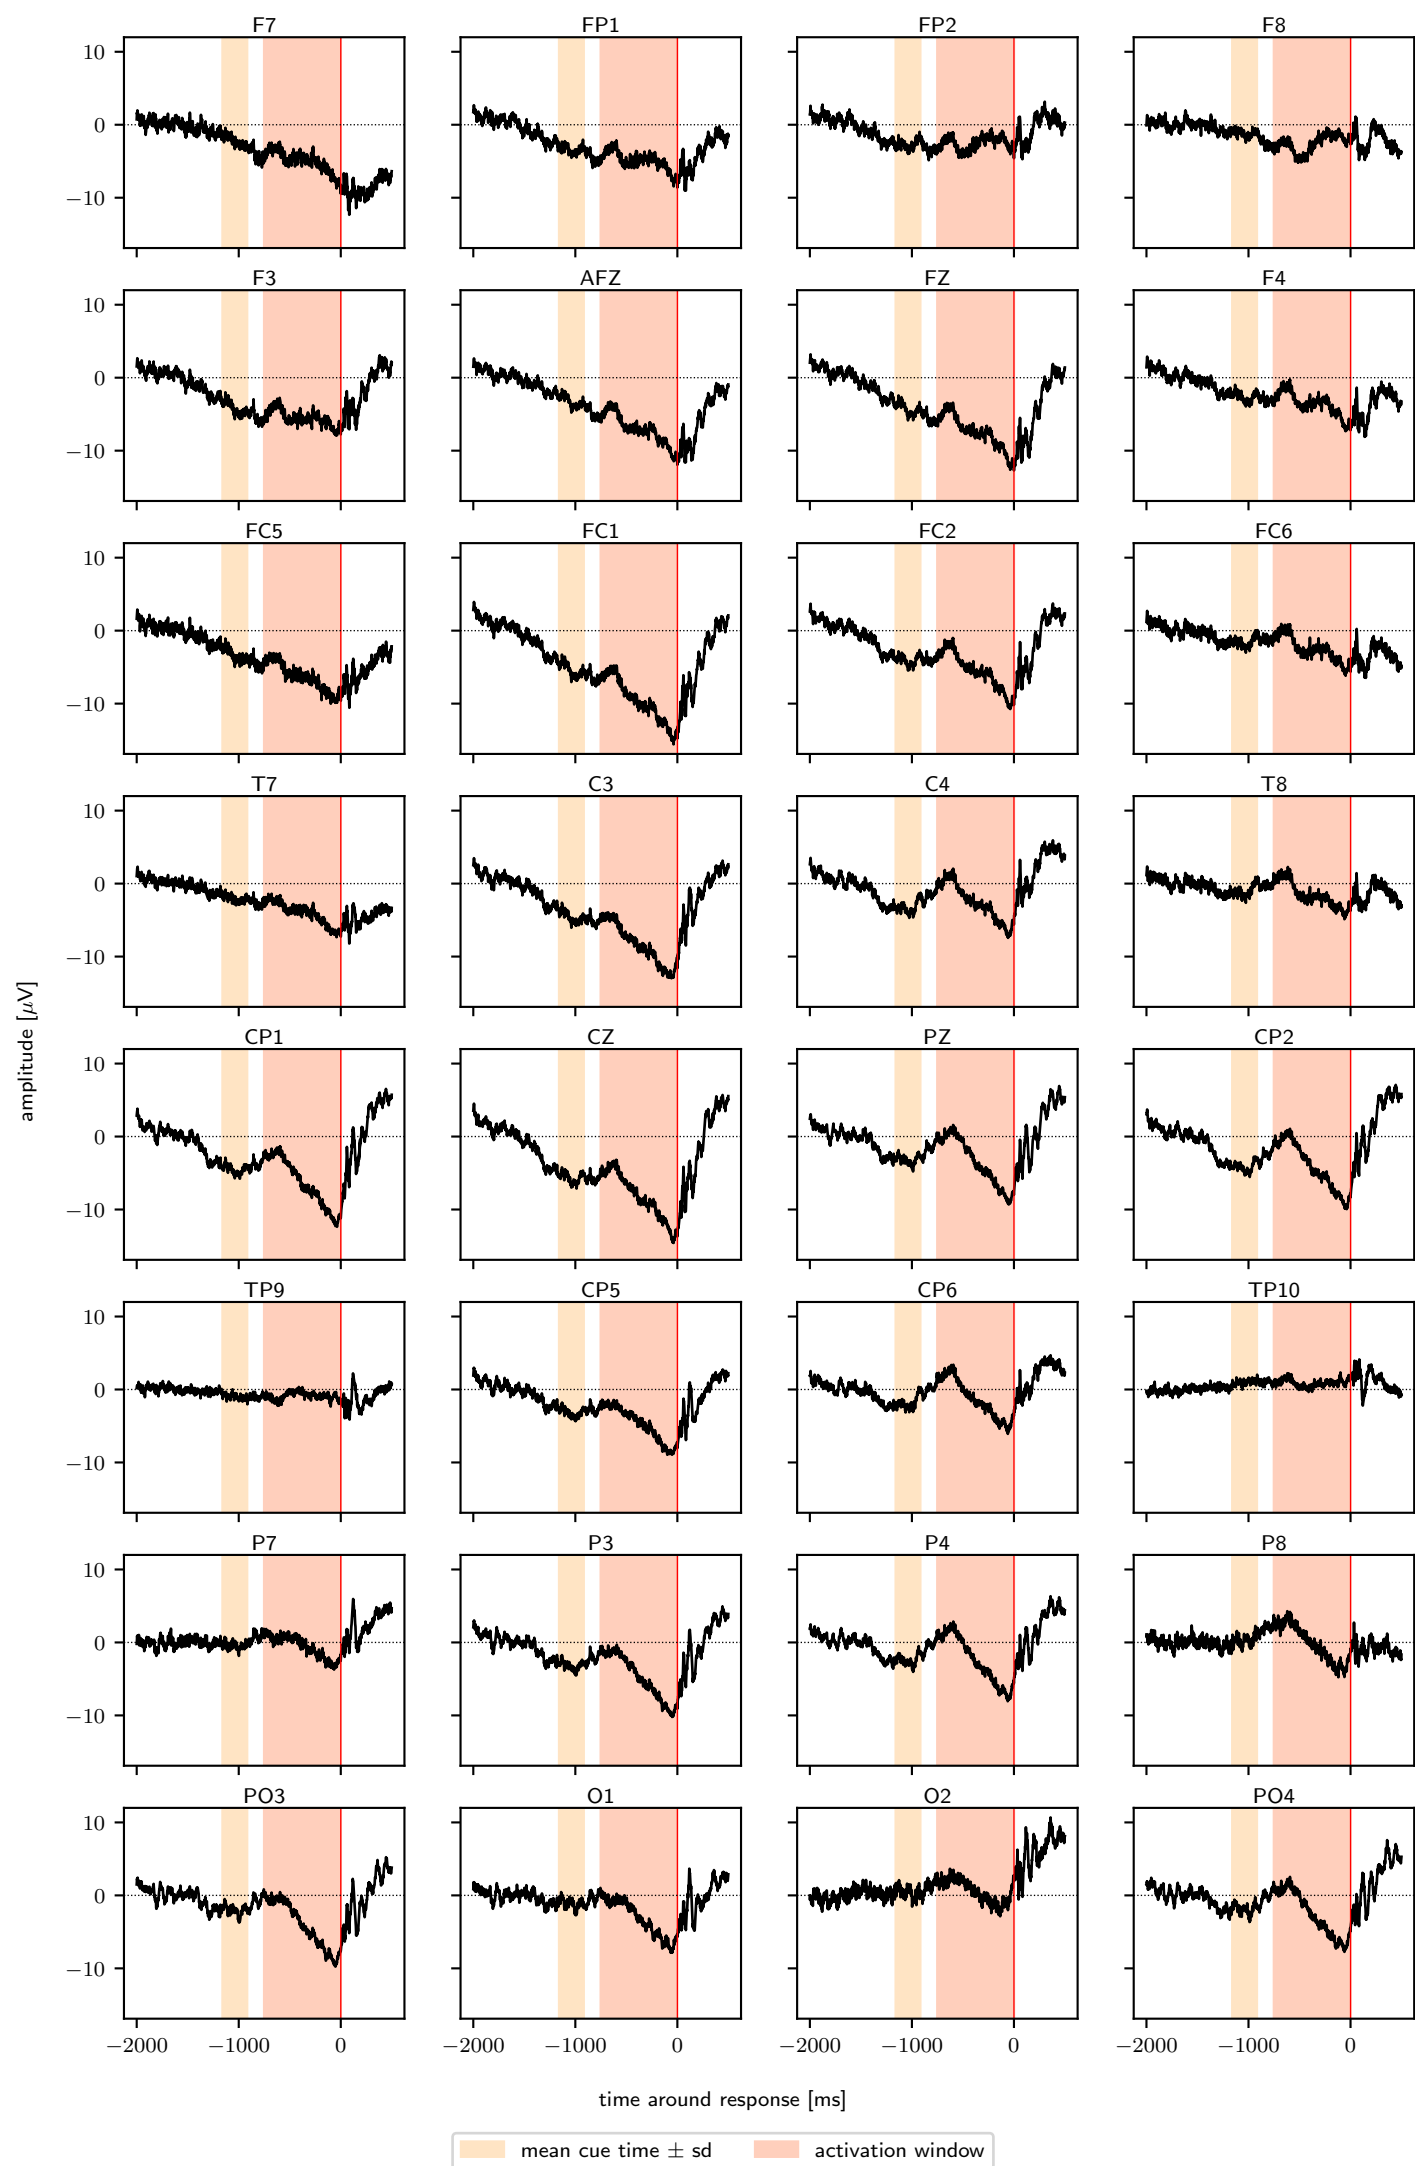 F7 FP1 FP2 F8
10
0
−10
F3 AFZ FZ F4
10
0
−10
FC5 FC1 FC2 FC6
10
0
−10
T7 C3 C4 T8
10
0
−10
amplitude [μV]
CP1 CZ PZ CP2
10
0
−10
TP9 CP5 CP6 TP10
10
0
−10
P7 P3 P4 P8
10
0
−10
PO3 O1 O2 PO4
10
0
−10
−2000 −1000 0 −2000 −1000 0 −2000 −1000 0 −2000 −1000 0
time around response [ms]
mean cue time ± sd activation window